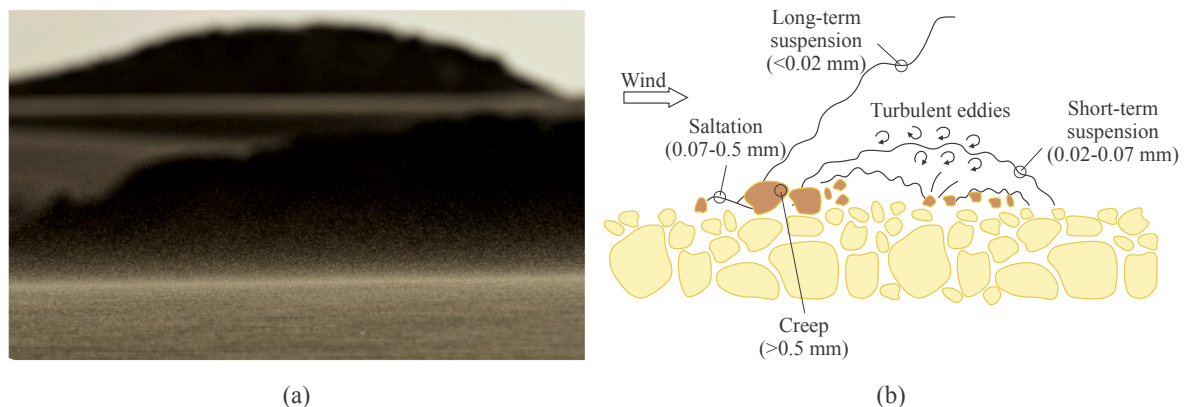 Long-term
suspension
(<0.02 mm)
Wind
Turbulent eddies
Saltation
(0.07-0.5 mm)
Short-term
suspension
(0.02-0.07 mm)
Creep
(>0.5 mm)
(a)
(b)